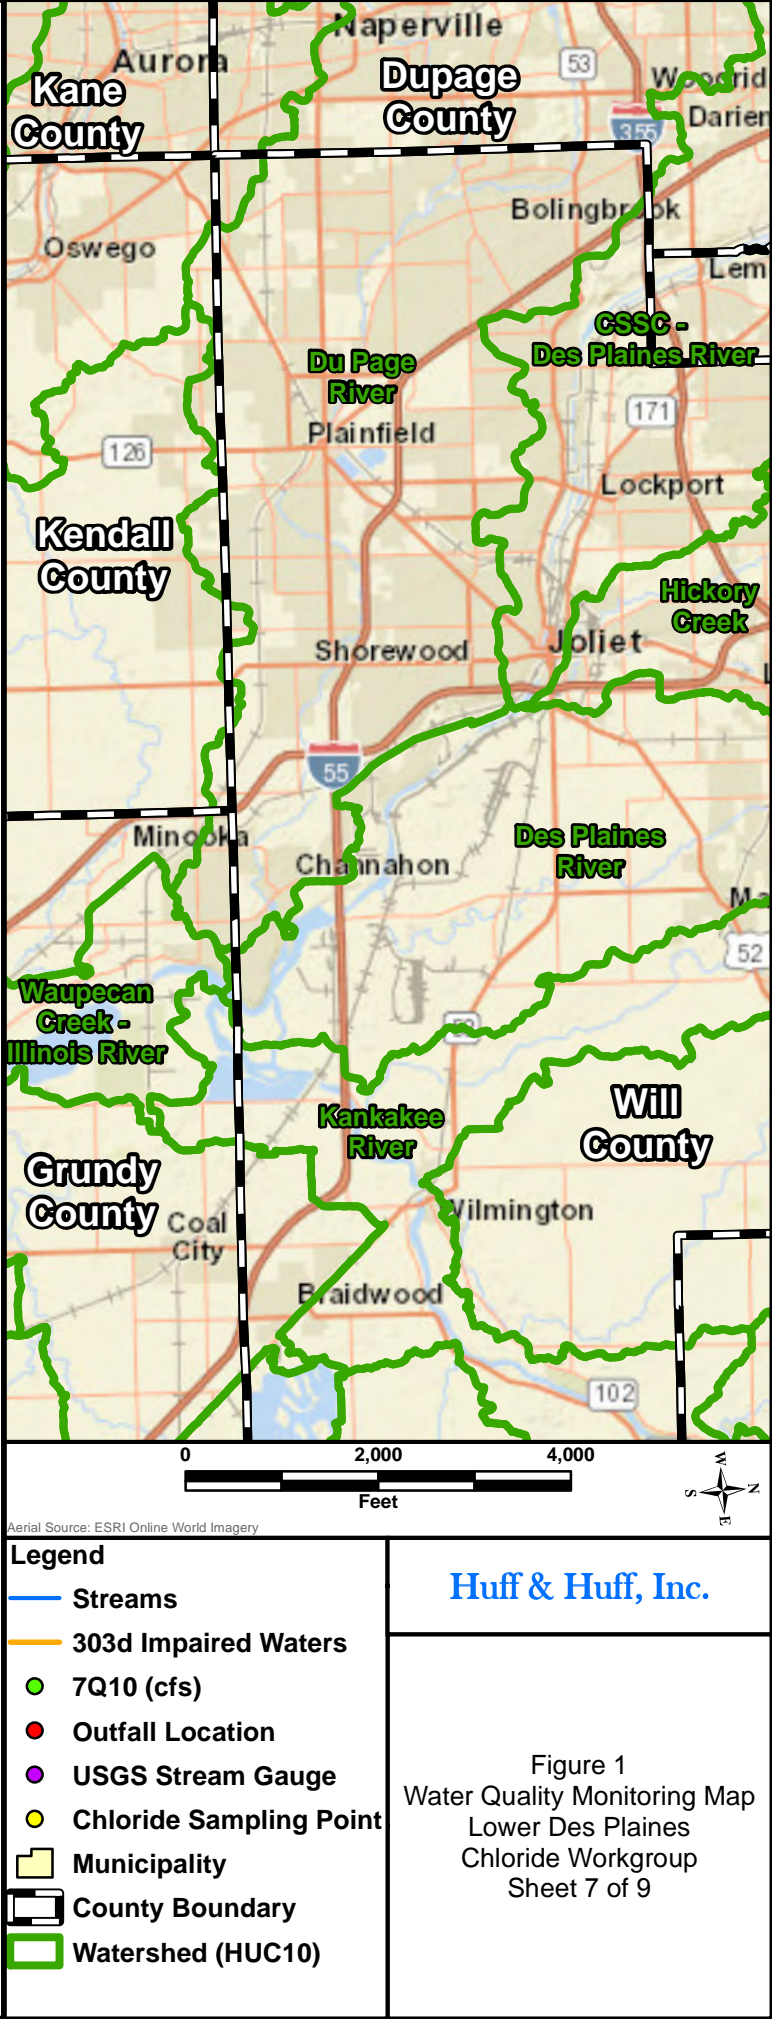 Naperville
Aurora
53
Kane
County
Dupage
County
355
Darien
Bolingbrook
Oswego
CSSC -
Des Plaines River
Du Page
River
171
Plainfield
126
Lockport
Kendall
County
Hickory
Creek
Joliet
Shorewood
55
Minooka
Des Plaines
River
Channahon
52
Waupecan
Creek -
Illinois River
Will
County
Kankakee
River
Grundy
County
Wilmington
Coal
City
Braidwood
102
0 2,000 4,000
Feet
W
N
S
E
Aerial Source: ESRI Online World Imagery
Legend
Streams
303d Impaired Waters
7Q10 (cfs)
Outfall Location
USGS Stream Gauge
Chloride Sampling Point
Municipality
County Boundary
Watershed (HUC10)
Huff & Huff, Inc.
Figure 1
Water Quality Monitoring Map
Lower Des Plaines
Chloride Workgroup
Sheet 7 of 9